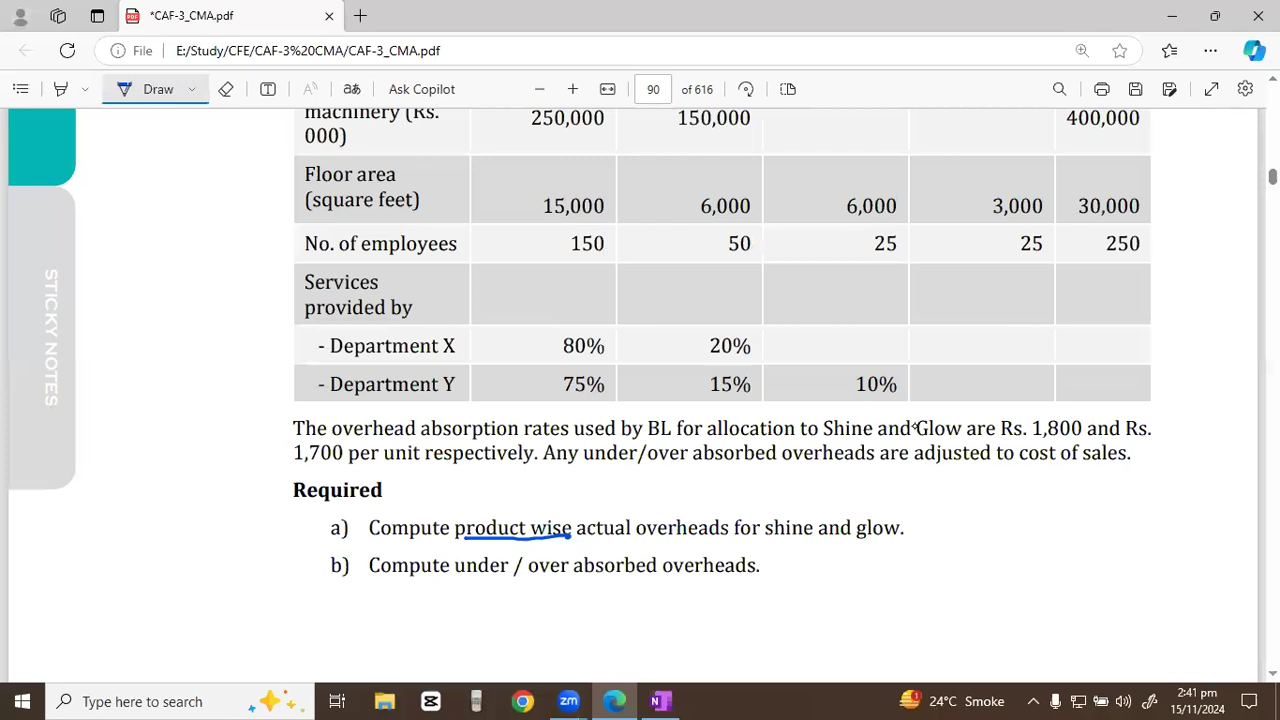 *CAF-3_CMA.pdf
File E:/Study/CFE/CAF-3%20CMA/CAF-3_CMA.pdf
Draw Ask Copilot 90 of 616
machinery (Rs. 000) 250,000 150,000 400,000
Floor area (square feet) 15,000 6,000 6,000 3,000 30,000
No. of employees 150 50 25 25 250
Services provided by
- Department X 80% 20%
- Department Y 75% 15% 10%
STICKY NOTES
The overhead absorption rates used by BL for allocation to Shine and Glow are Rs. 1,800 and Rs.
1,700 per unit respectively. Any under/over absorbed overheads are adjusted to cost of sales.
Required
a) Compute product wise actual overheads for shine and glow.
b) Compute under / over absorbed overheads.
Type here to search
zm
24°C Smoke
2:41 pm
15/11/2024